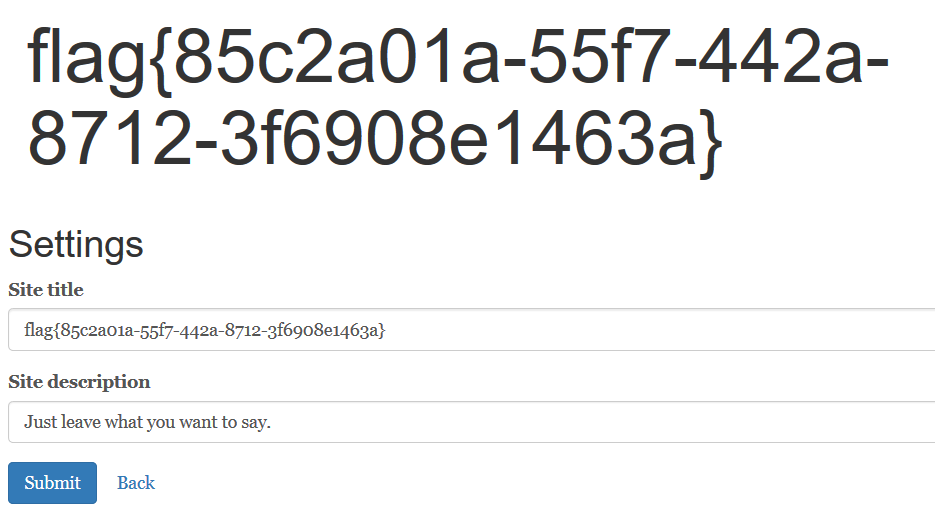 flag{85c2a01a-55f7-442a-
8712-3f6908e1463a}
Settings
Site title
flag{85c2a01a-55f7-442a-8712-3f6908e1463a}
Site description
Just leave what you want to say.
Submit Back